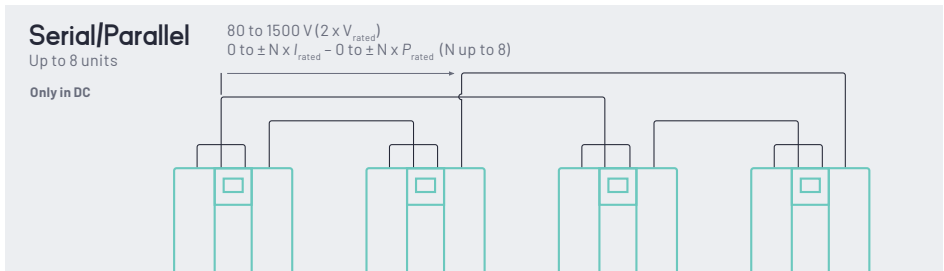 Serial/Parallel
Up to 8 units
Only in DC
80 to 1500 V (2 x Vrated)
0 to ± N x Irated – 0 to ± N x Prated (N up to 8)